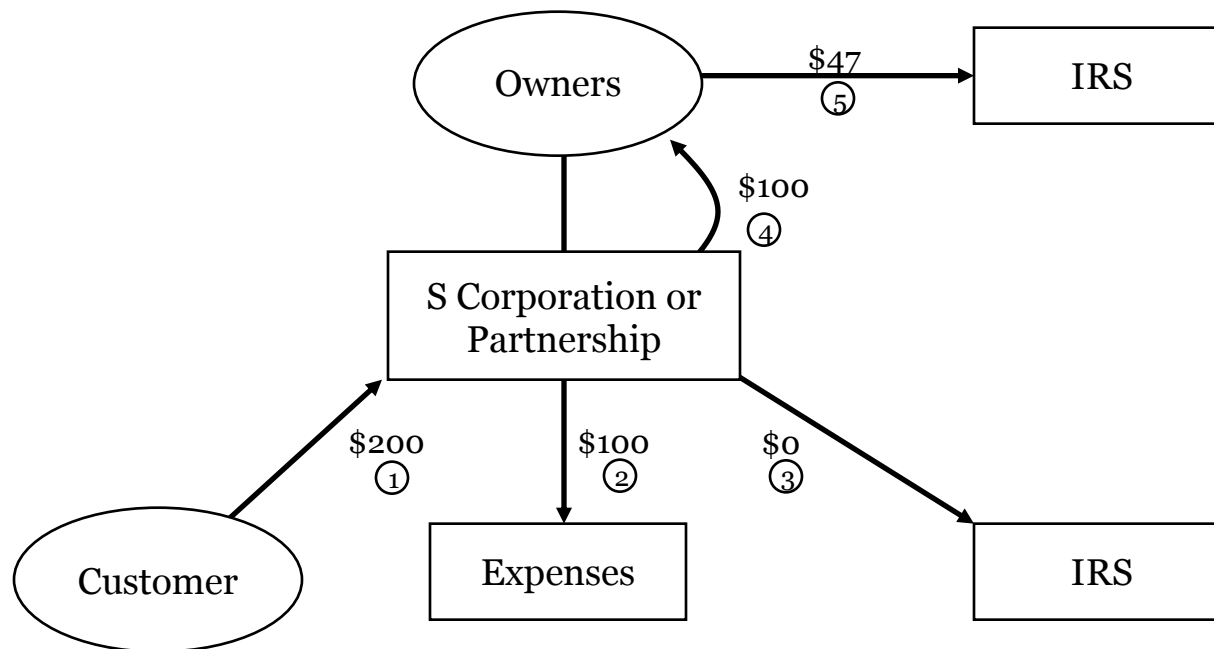 $47
Owners
IRS
5
$100
4
S Corporation or
Partnership
$200
$100
$0
1
2
3
Customer
Expenses
IRS